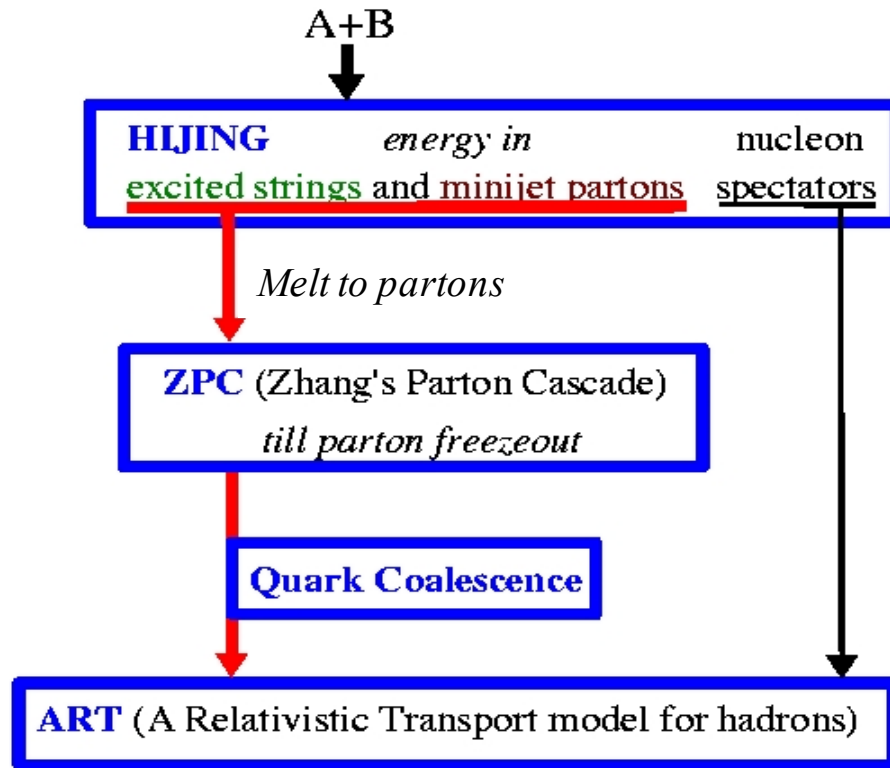 A+B
HIJING energy in nucleon
excited strings and minijet partons spectators
Melt to partons
ZPC (Zhang's Parton Cascade)
till parton freezeout
Quark Coalescence
ART (A Relativistic Transport model for hadrons)